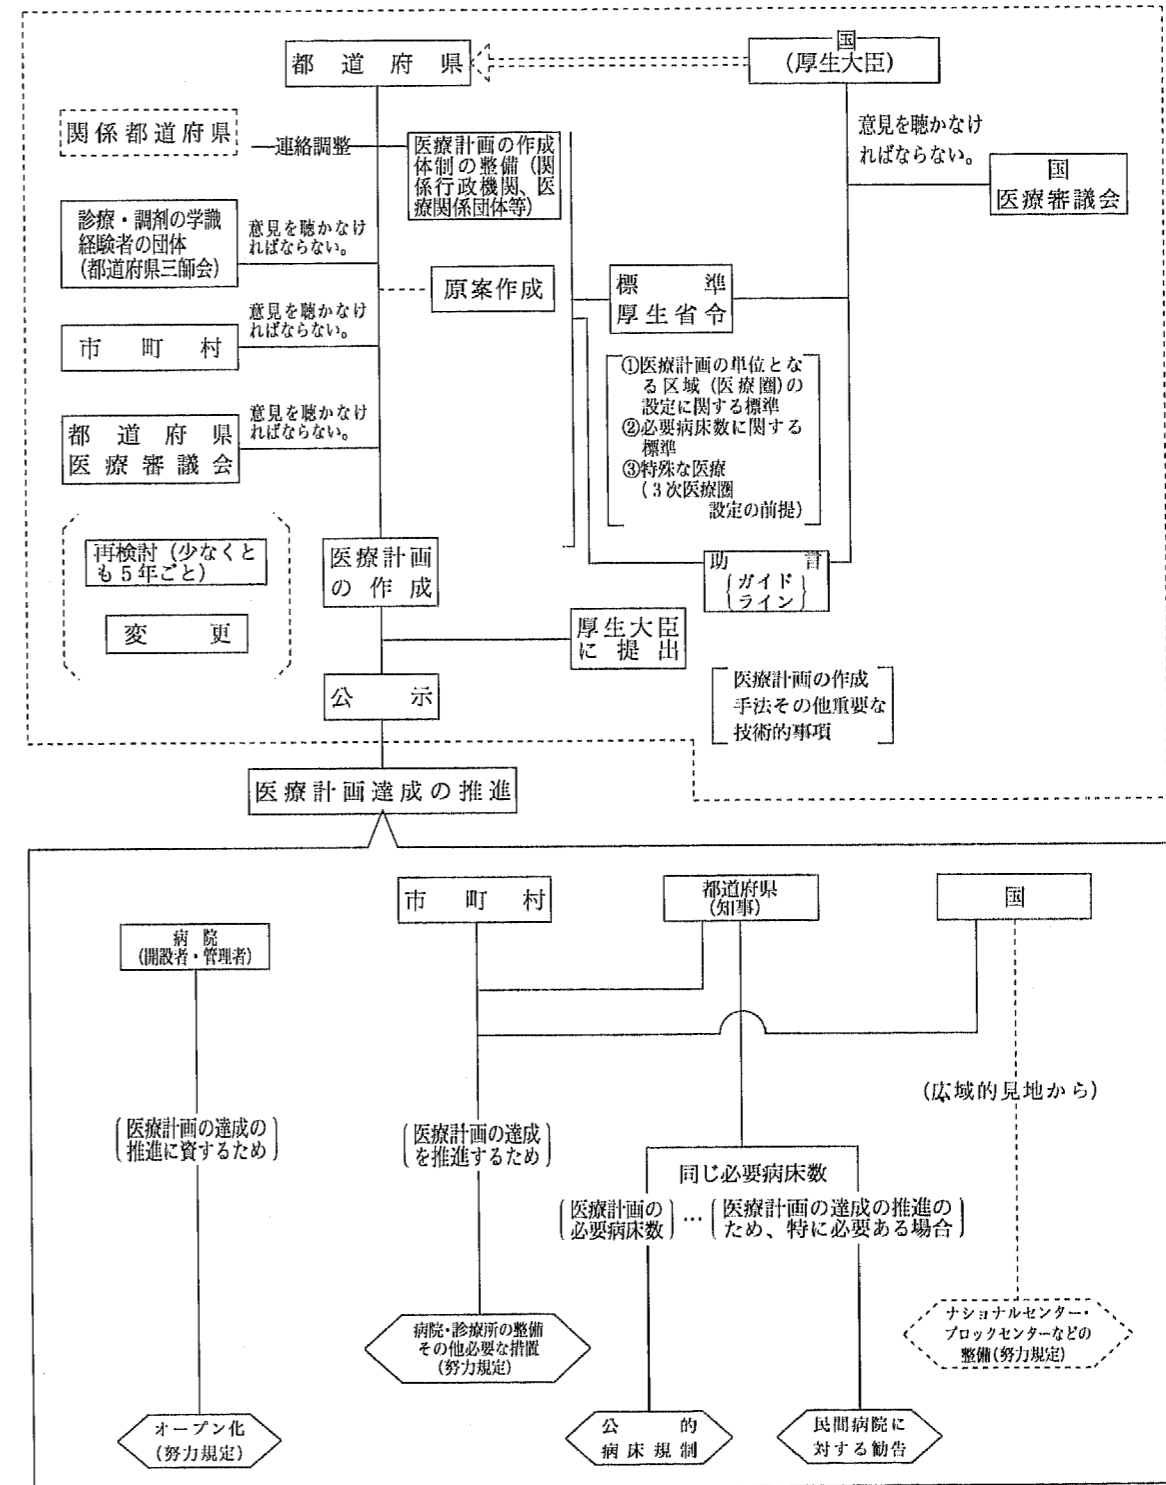 都道府県
国
(厚生大臣)
関係都道府県
連絡調整
医療計画の作成
体制の整備(関
係行政機関、医
療関係団体等)
意見を聴かなけ
ればならない。
国
医療審議会
診療・調剤の学識
経験者の団体
(都道府県三師会)
意見を聴かなけ
ればならない。
原案作成
標準
厚生省令
市町村
意見を聴かなけ
ればならない。
①医療計画の単位とな
る区域(医療圏)の
設定に関する標準
②必要病床数に関する
標準
③特殊な医療
(3次医療圏
設定の前提)
都道府県
医療審議会
意見を聴かなけ
ればならない。
再検討(少なくと
も5年ごと)
変更
医療計画
の作成
助言
ガイド
ライン
厚生大臣
に提出
公示
医療計画の作成
手法その他重要な
技術的事項
医療計画達成の推進
病院
(開設者・管理者)
市町村
都道府県
(知事)
国
(広域的見地から)
(医療計画の達成の
推進に資するため)
(医療計画の達成
を推進するため)
同じ必要病床数
(医療計画の
必要病床数)
…
(医療計画の達成の推進の
ため、特に必要ある場合)
病院・診療所の整備
その他必要な措置
(努力規定)
ナショナルセンター・
ブロックセンターなどの
整備(努力規定)
オープン化
(努力規定)
公的
病床規制
民間病院に
対する勧告